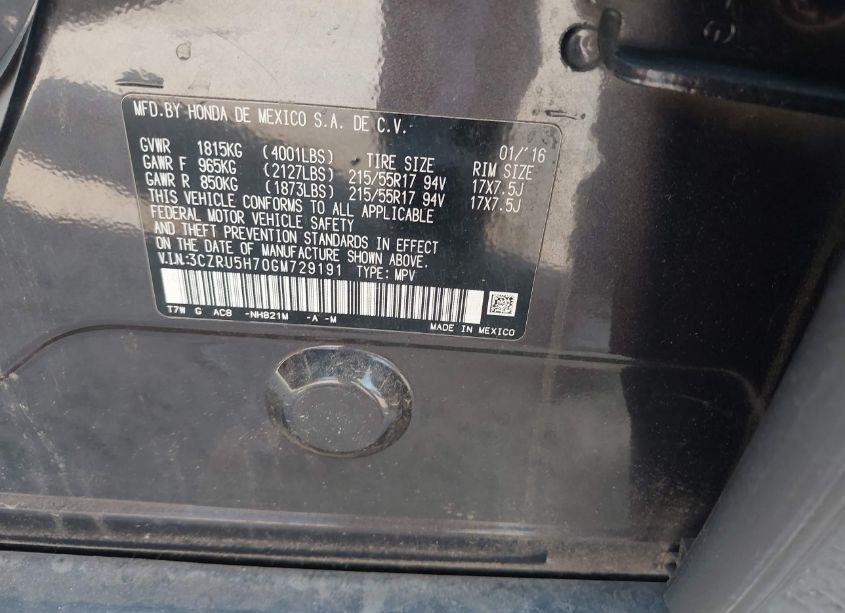 MFD.BY HONDA DE MEXICO S.A. DE C.V. 01/'16
GVWR 1815KG (4001LBS) TIRE SIZE RIM SIZE
GAWR F 965KG (2127LBS) 215/55R17 94V 17X7.5J
GAWR R 850KG (1873LBS) 215/55R17 94V 17X7.5J
THIS VEHICLE CONFORMS TO ALL APPLICABLE
FEDERAL MOTOR VEHICLE SAFETY
AND THEFT PREVENTION STANDARDS IN EFFECT
ON THE DATE OF MANUFACTURE SHOWN ABOVE.
V.I.N:3CZRU5H70GM729191 TYPE: MPV
T7W G AC8 -NH821M -A -M
MADE IN MEXICO